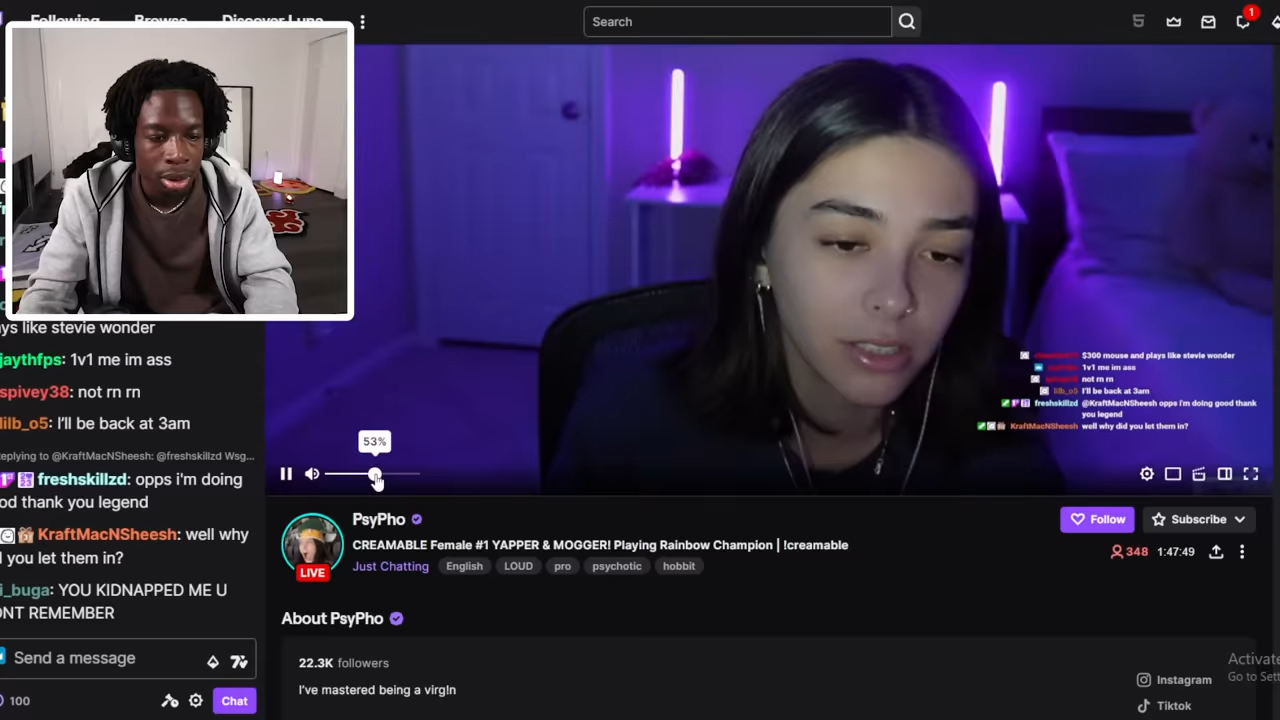 Following
Browse
Discover Luna
Search
1
ys like stevie wonder
jaythfps: 1v1 me im ass
spivey38: not rn rn
lilb_o5: I'll be back at 3am
eplying to @KraftMacNSheesh: @freshskillzd Wsg...
freshskillzd: opps i'm doing
od thank you legend
KraftMacNSheesh: well why
you let them in?
i_buga: YOU KIDNAPPED ME U
ONT REMEMBER
Send a message
100
Chat
$300 mouse and plays like stevie wonder
1v1 me im ass
not rn rn
lilb_o5 I'll be back at 3am
freshskillzd @KraftMacNSheesh opps i'm doing good thank
you legend
KraftMacNSheesh well why did you let them in?
53%
PsyPho
LIVE
CREAMABLE Female #1 YAPPER & MOGGER! Playing Rainbow Champion | !creamable
Just Chatting
English
LOUD
pro
psychotic
hobbit
Follow
Subscribe
348
1:47:49
About PsyPho
22.3K followers
I've mastered being a virg!n
Instagram
Tiktok
Activate
Go to Sett